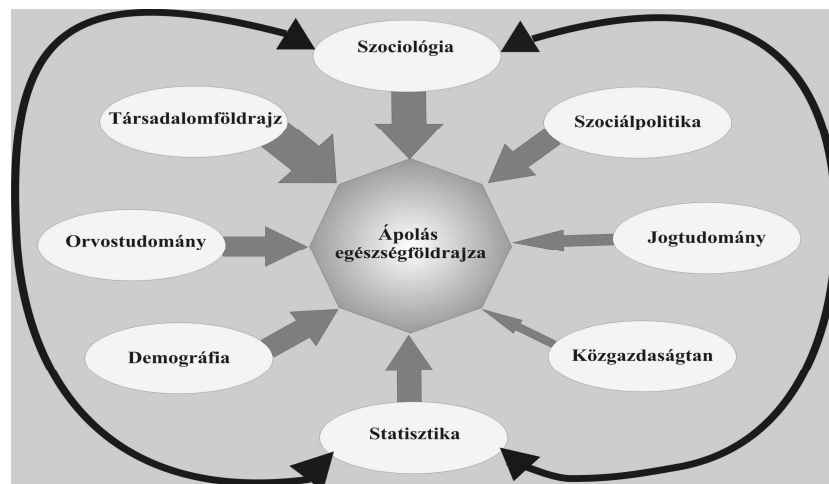 Szociológia
Társadalomföldrajz
Szociálpolitika
Orvostudomány
Ápolás
egészségföldrajza
Jogtudomány
Demográfia
Közgazdaságtan
Statisztika